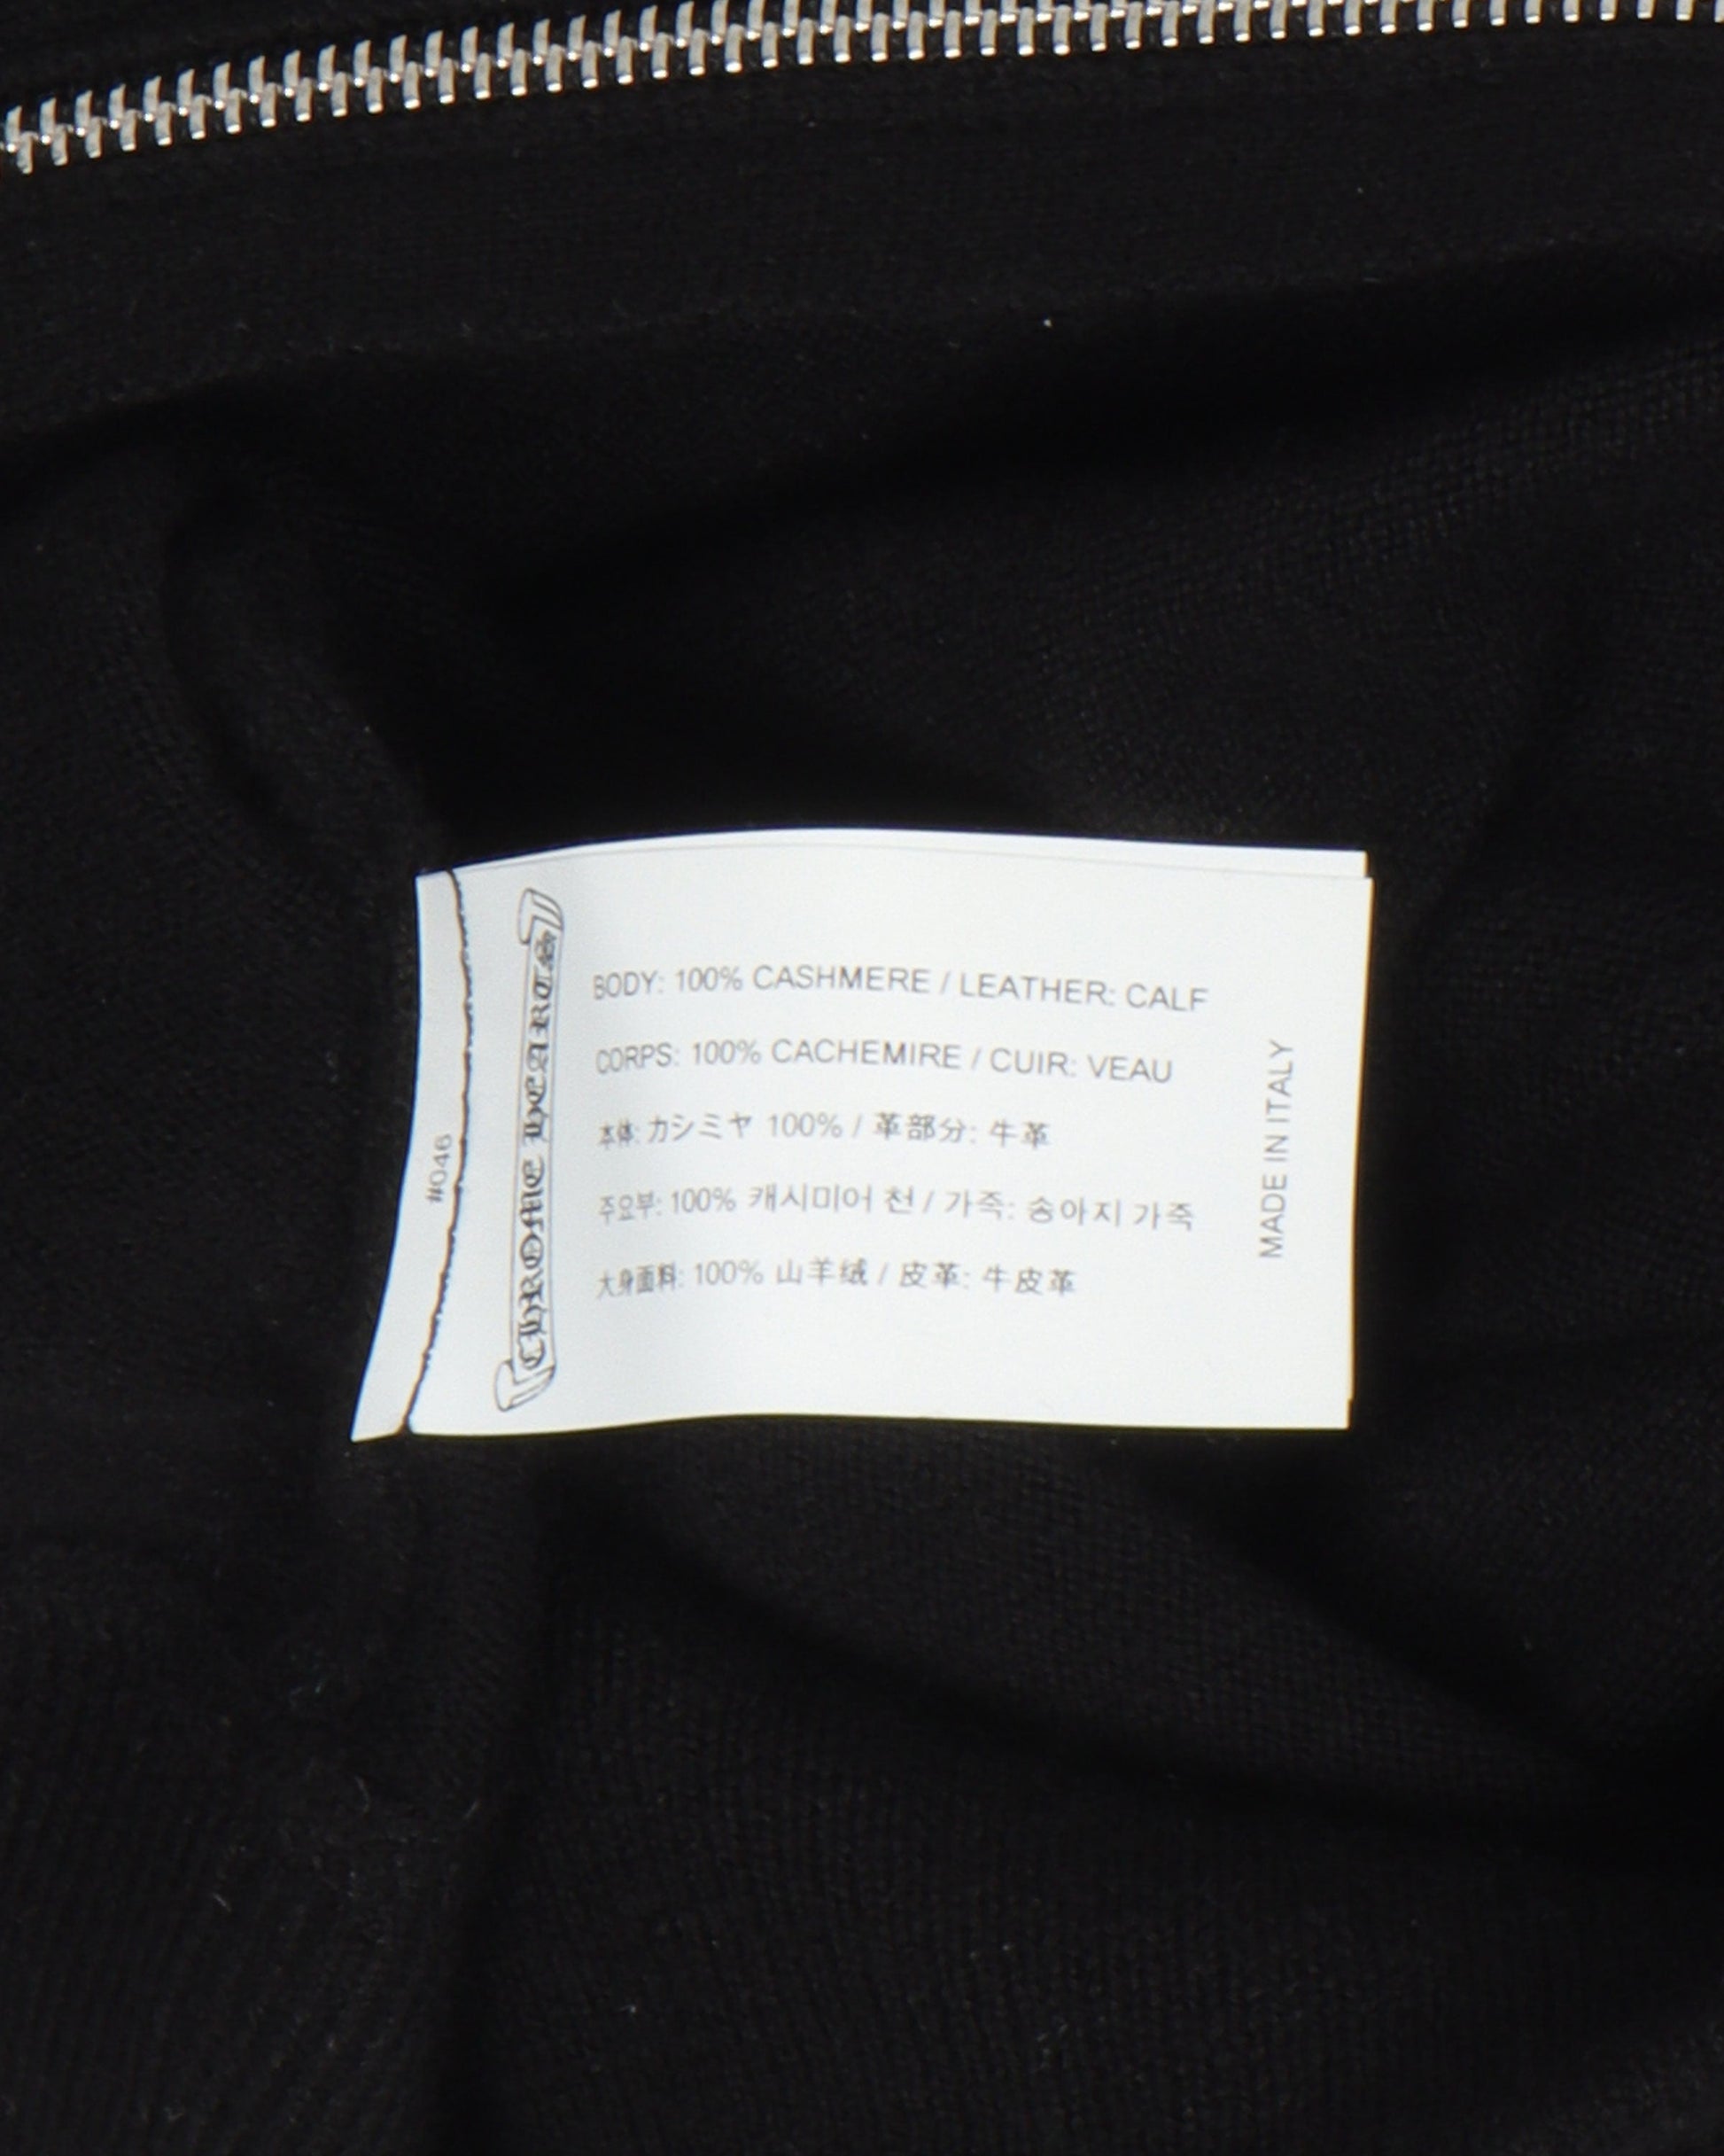 #046
CHROME HEARTS
BODY: 100% CASHMERE / LEATHER: CALF
CORPS: 100% CACHEMIRE / CUIR: VEAU
本体: カシミヤ 100% / 革部分: 牛革
주요부: 100% 캐시미어 천 / 가죽: 송아지 가죽
大身面料: 100% 山羊绒 / 皮革: 牛皮革
MADE IN ITALY